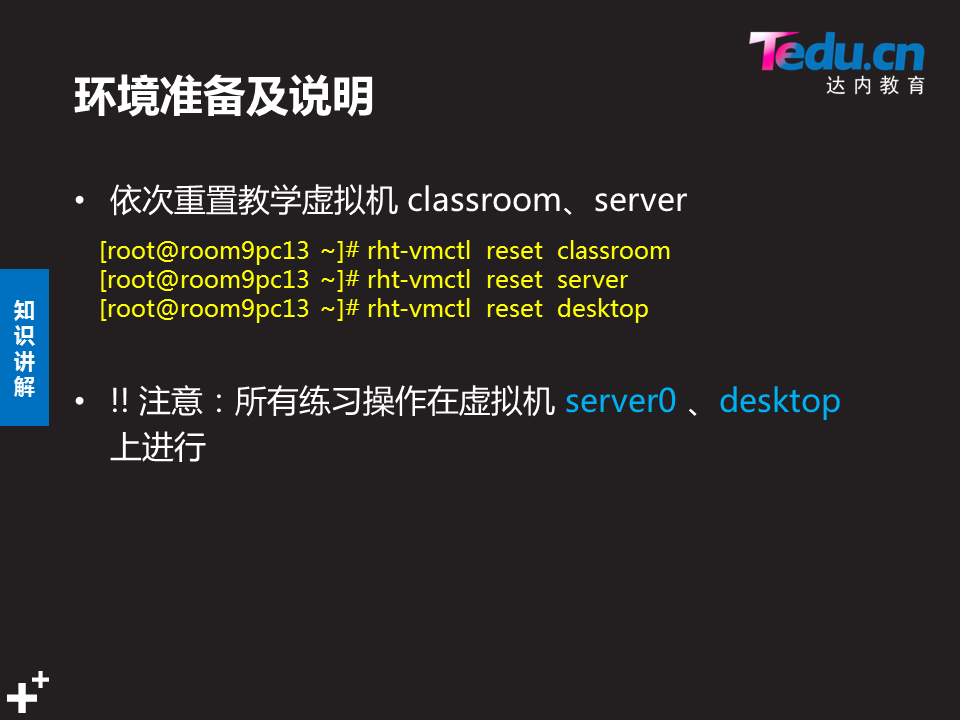 Tedu.cn
达内教育
环境准备及说明
• 依次重置教学虚拟机 classroom、server
[root@room9pc13 ~]# rht-vmctl reset classroom
[root@room9pc13 ~]# rht-vmctl reset server
[root@room9pc13 ~]# rht-vmctl reset desktop
知
识
讲
解
• !! 注意：所有练习操作在虚拟机 server0 、desktop
上进行